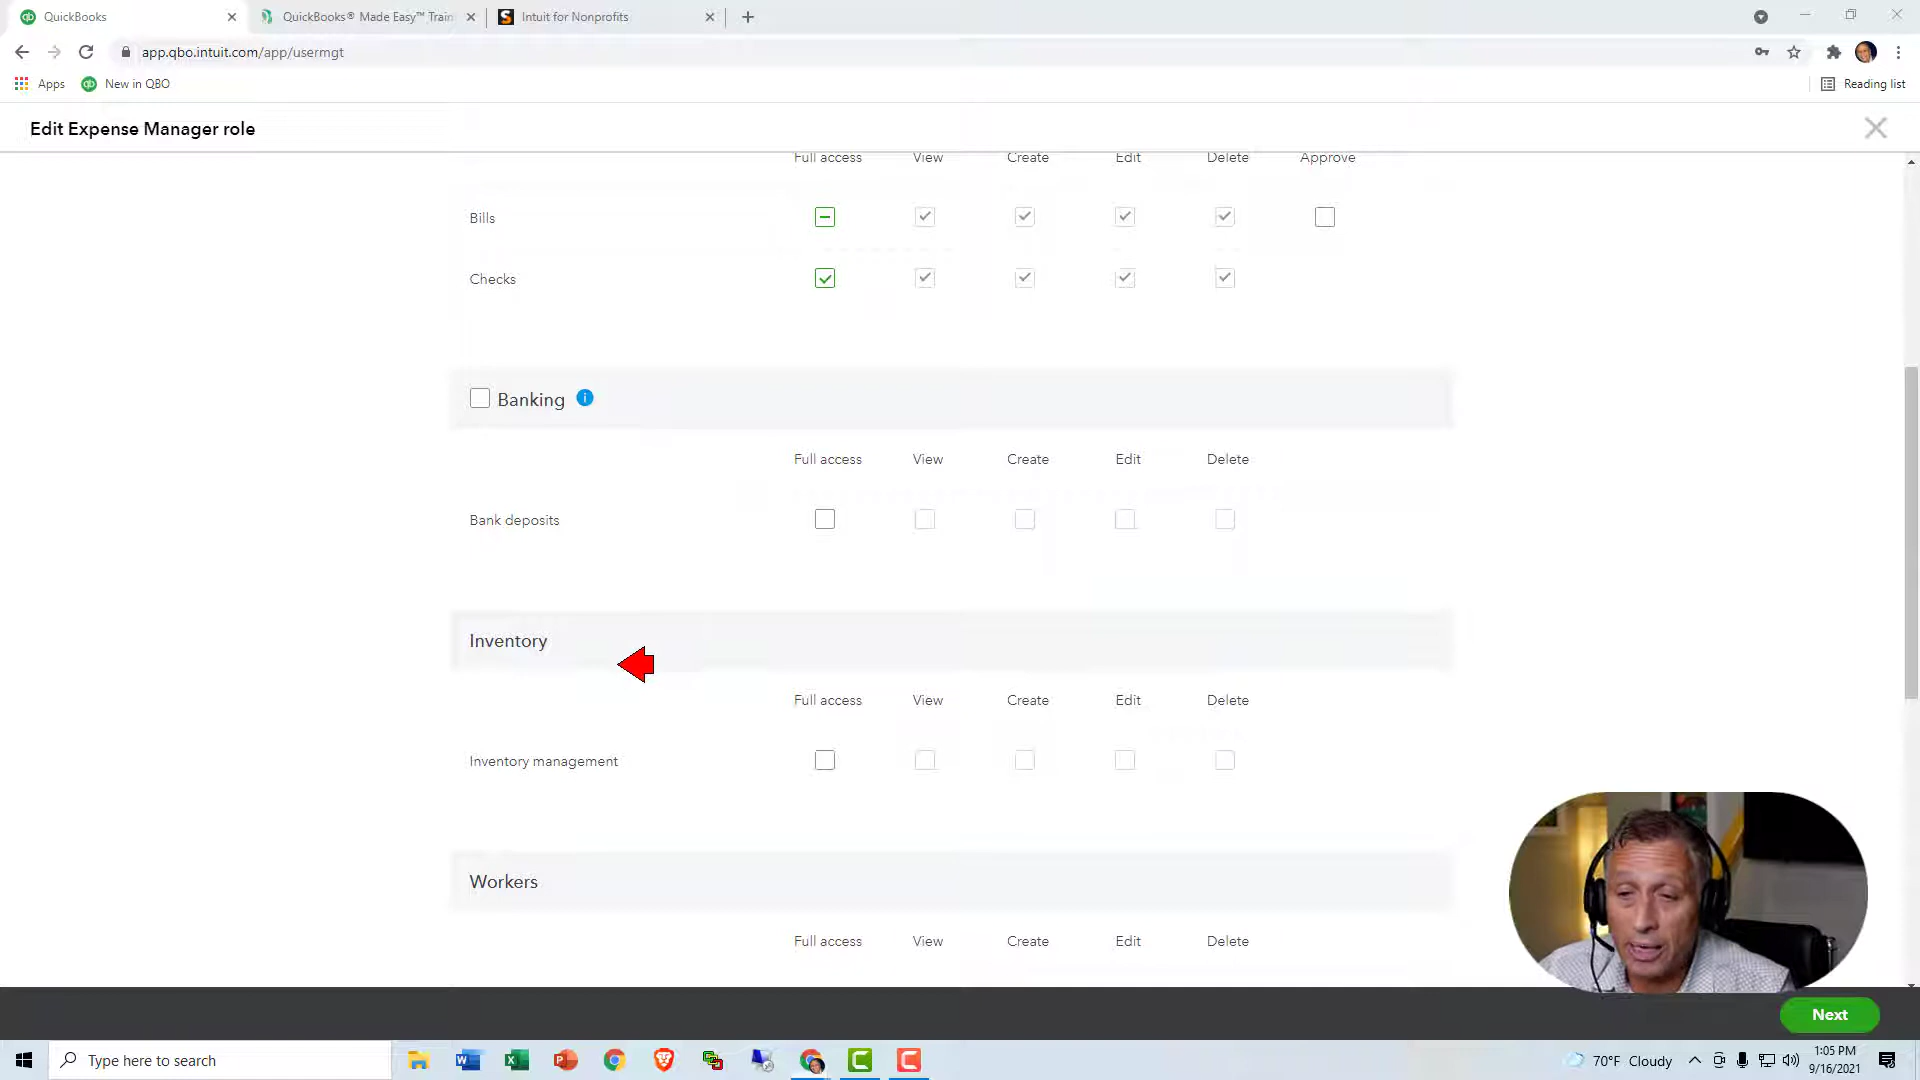 QuickBooks
QuickBooks® Made Easy™ Train
Intuit for Nonprofits
app.qbo.intuit.com/app/usermgt
Apps
New in QBO
Reading list
Edit Expense Manager role
Full access View Create Edit Delete Approve
Bills
Checks
Banking
Full access View Create Edit Delete
Bank deposits
Inventory
Full access View Create Edit Delete
Inventory management
Workers
Full access View Create Edit Delete
Next
Type here to search
70°F Cloudy
1:05 PM
9/16/2021